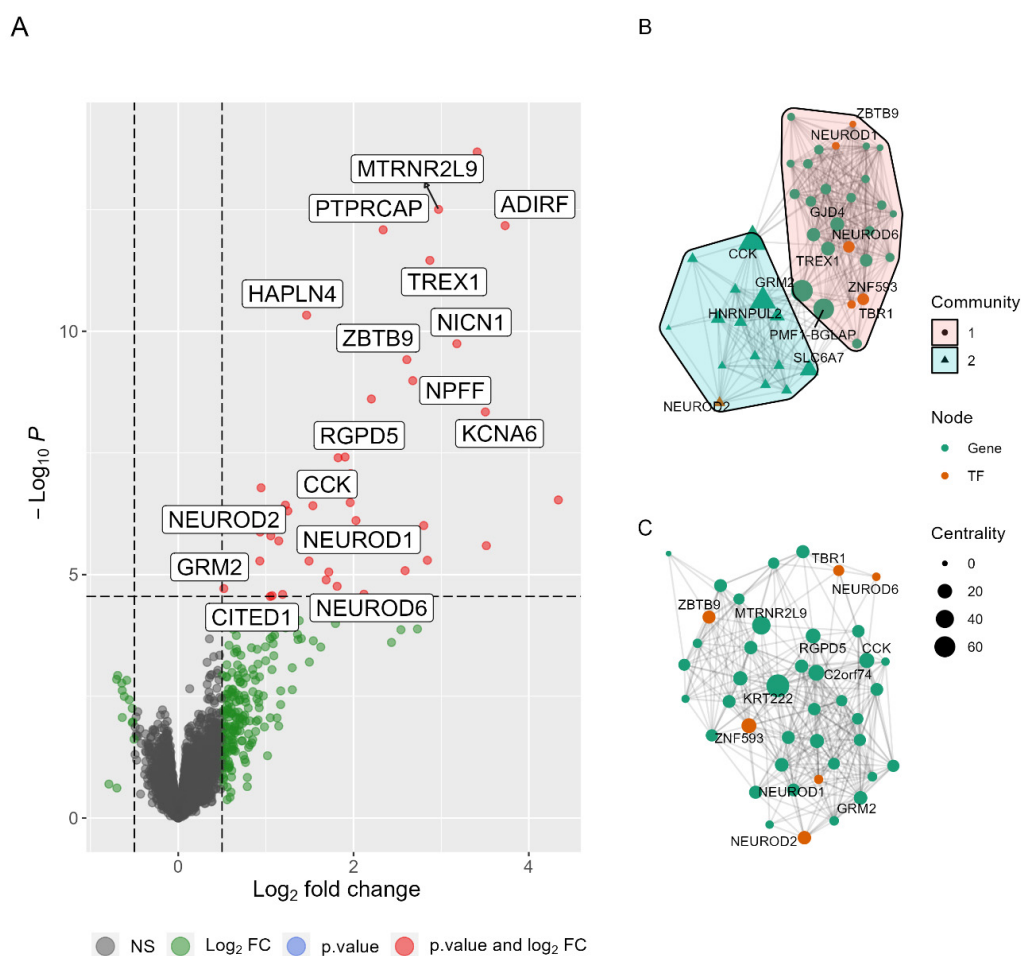 A
MTRNR2L9
PTPRCAP
ADIRF
TREX1
HAPLN4
NICN1
ZBTB9
NPFF
KCNA6
RGPD5
CCK
NEUROD2
NEUROD1
GRM2
CITED1
NEUROD6
10
5
0
− Log10 P
0
2
4
Log2 fold change
NS
Log2 FC
p.value
p.value and log2 FC
B
ZBTB9
NEUROD1
GJD4
NEUROD6
CCK
TREX1
GRM2
ZNF593
HNRNPUL2
TBR1
PMF1-BGLAP
SLC6A7
NEUROD2
Community
1
2
Node
Gene
TF
Centrality
0
20
40
60
C
TBR1
NEUROD6
ZBTB9
MTRNR2L9
RGPD5
CCK
C2orf74
KRT222
ZNF593
NEUROD1
GRM2
NEUROD2